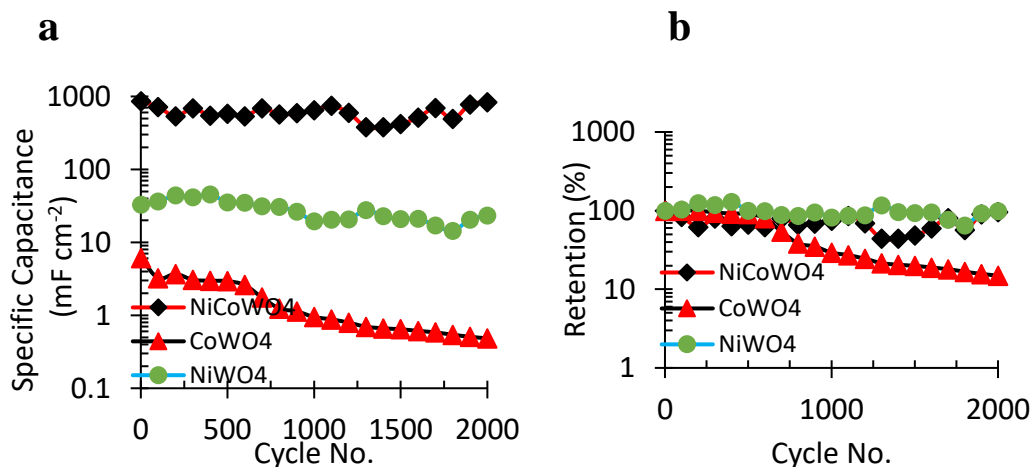 a
Specific Capacitance
(mF cm⁻²)
1000
100
10
1
0.1
NiCoWO4
CoWO4
NiWO4
0 500 1000 1500 2000
Cycle No.
b
Retention (%)
1000
100
10
1
NiCoWO4
CoWO4
NiWO4
0 1000 2000
Cycle No.